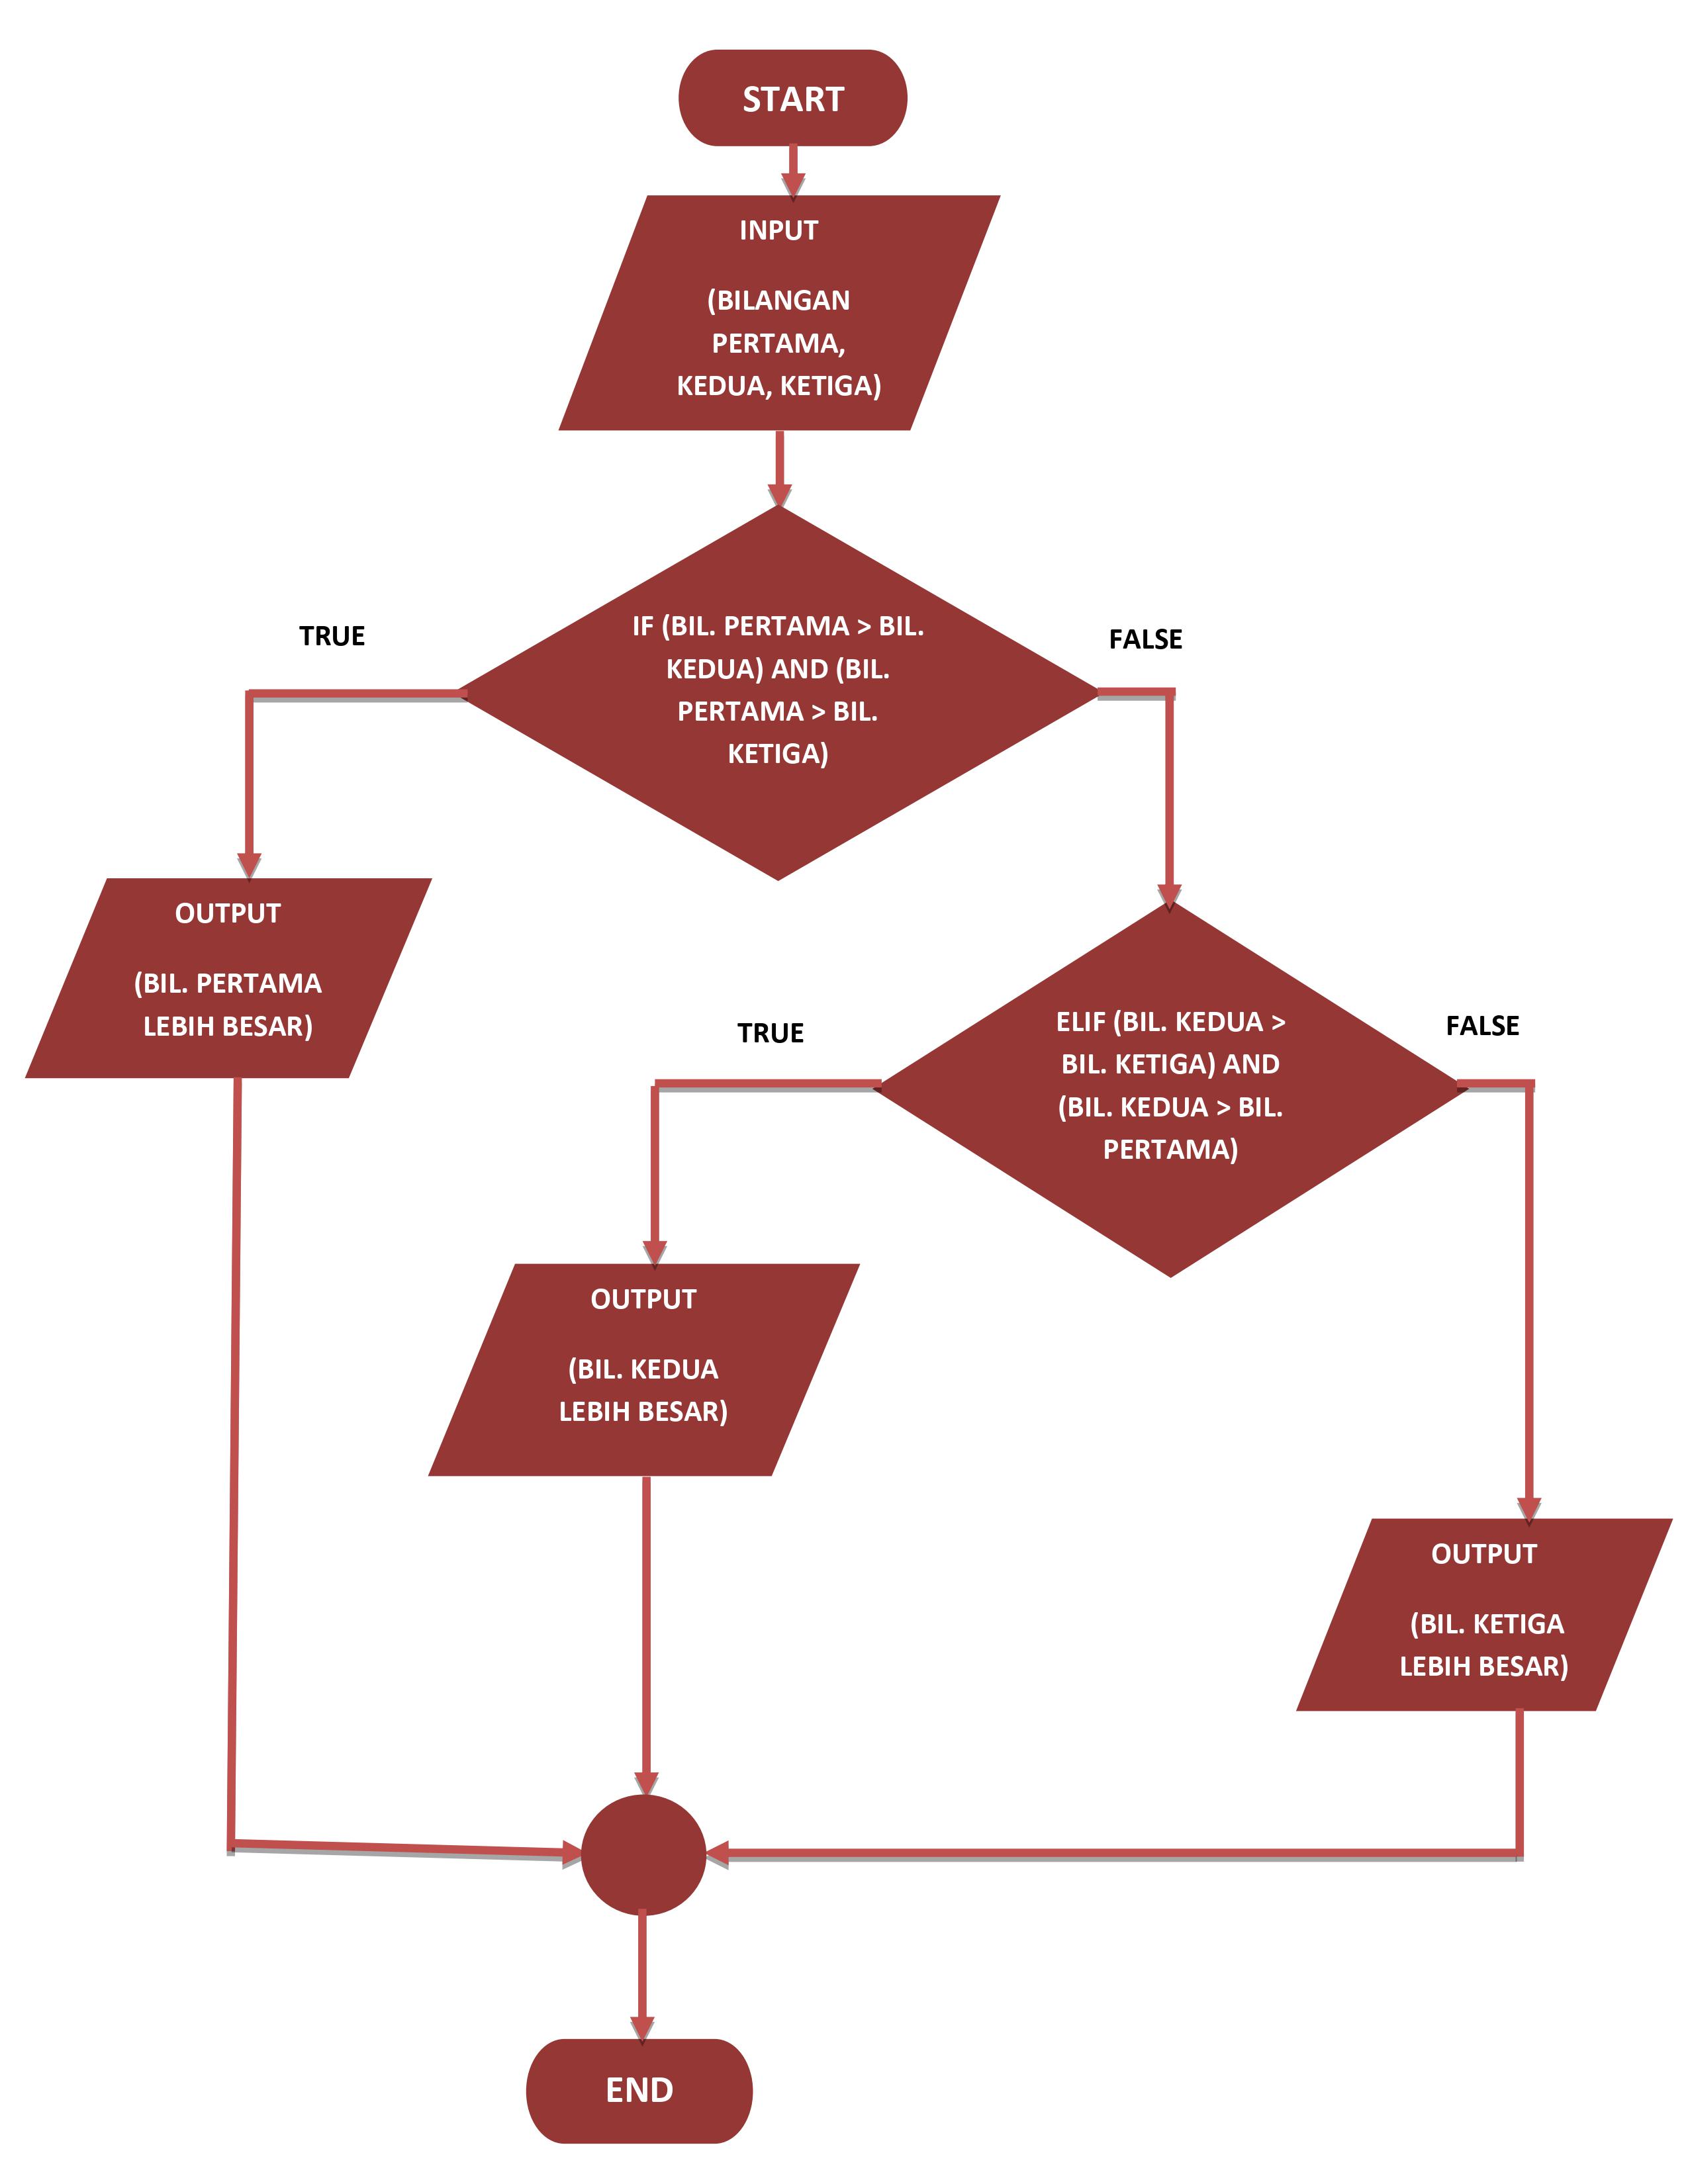 START
INPUT
(BILANGAN
PERTAMA,
KEDUA, KETIGA)
IF (BIL. PERTAMA > BIL.
KEDUA) AND (BIL.
PERTAMA > BIL.
KETIGA)
TRUE
FALSE
OUTPUT
(BIL. PERTAMA
LEBIH BESAR)
ELIF (BIL. KEDUA >
BIL. KETIGA) AND
(BIL. KEDUA > BIL.
PERTAMA)
TRUE
FALSE
OUTPUT
(BIL. KEDUA
LEBIH BESAR)
OUTPUT
(BIL. KETIGA
LEBIH BESAR)
END